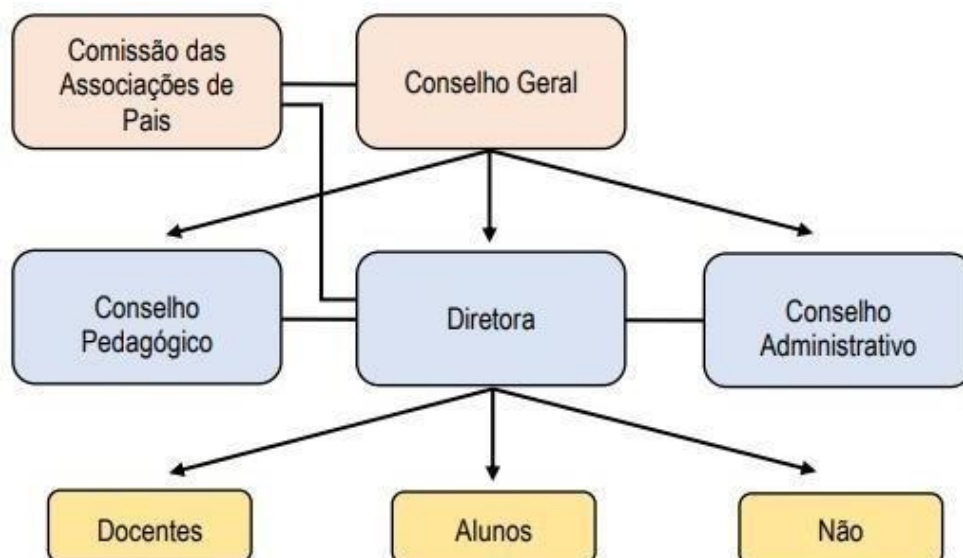 Comissão das
Associações de
Pais
Conselho Geral
Conselho
Pedagógico
Diretora
Conselho
Administrativo
Docentes
Alunos
Não